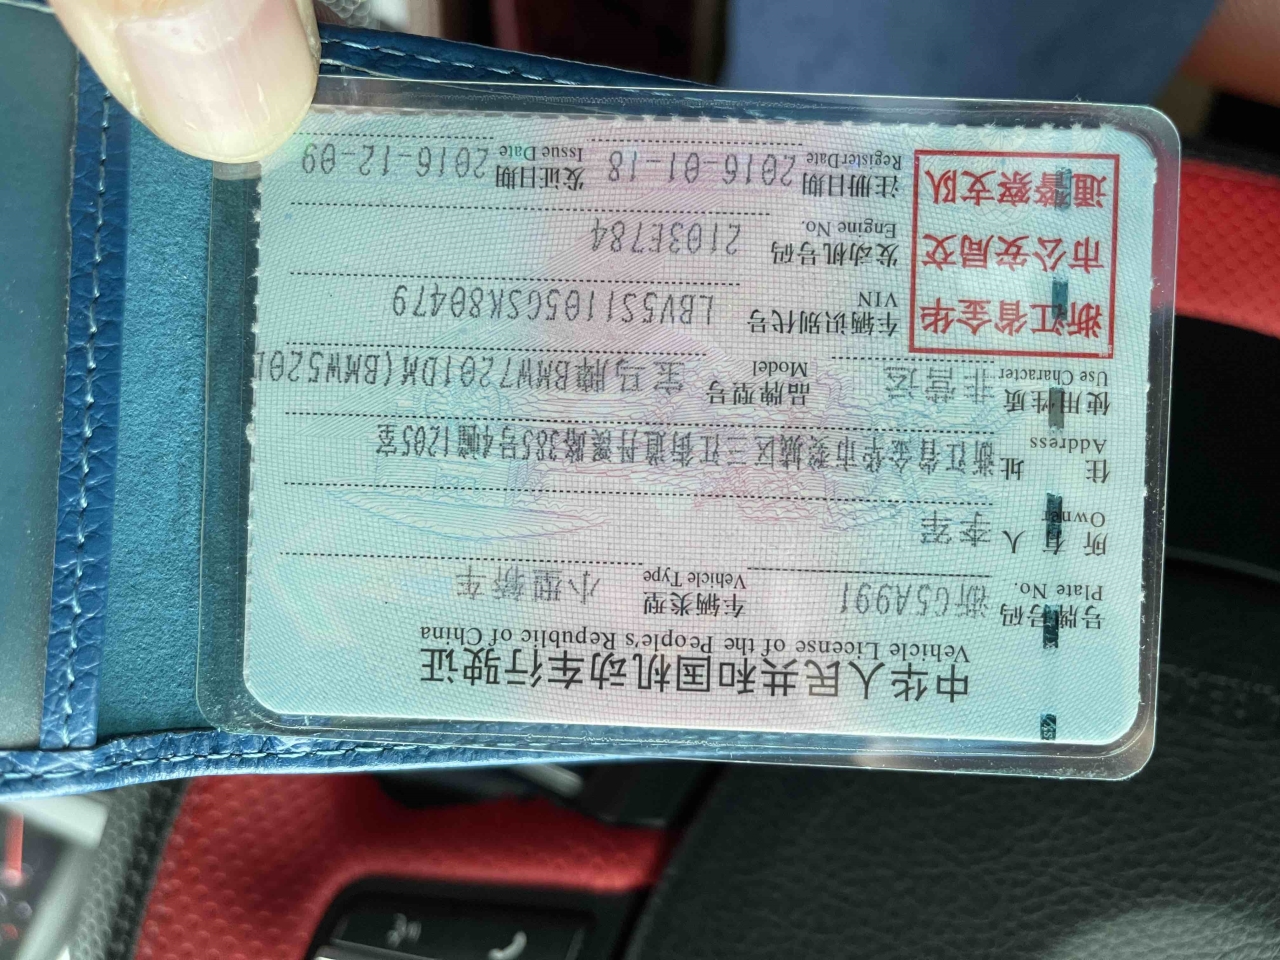 中华人民共和国机动车行驶证
Vehicle License of the People's Republic of China
号牌号码 浙G5A991 车辆类型 小型轿车
Plate No. Vehicle Type
所有人 李军
Owner
住址 浙江省金华市婺城区三江街道丹溪路385号4幢1205室
Address
使用性质 非营运 品牌型号 宝马牌BMW7201DM(BMW520L
Use Character Model
浙江省金华
市公安局交
通警察支队
车辆识别代号 LBV5S1105GSK80479
VIN
发动机号码 2103E784
Engine No.
注册日期 2016-01-18 发证日期 2016-12-09
Register Date Issue Date